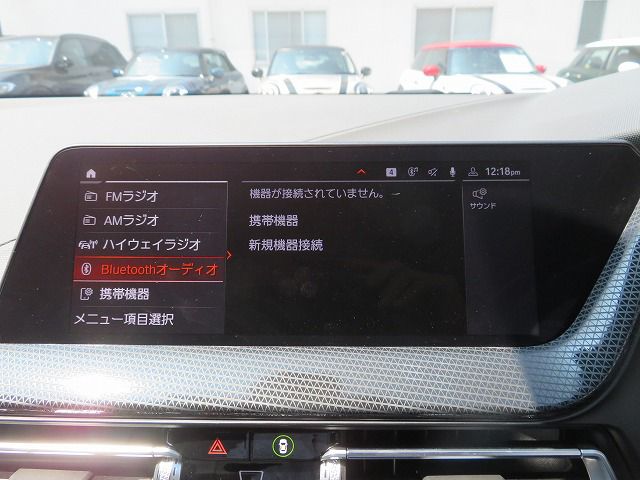 4 12:18pm
FMラジオ
AMラジオ
ハイウェイラジオ
Bluetoothオーディオ
携帯機器
メニュー項目選択
機器が接続されていません。
携帯機器
新規機器接続
サウンド